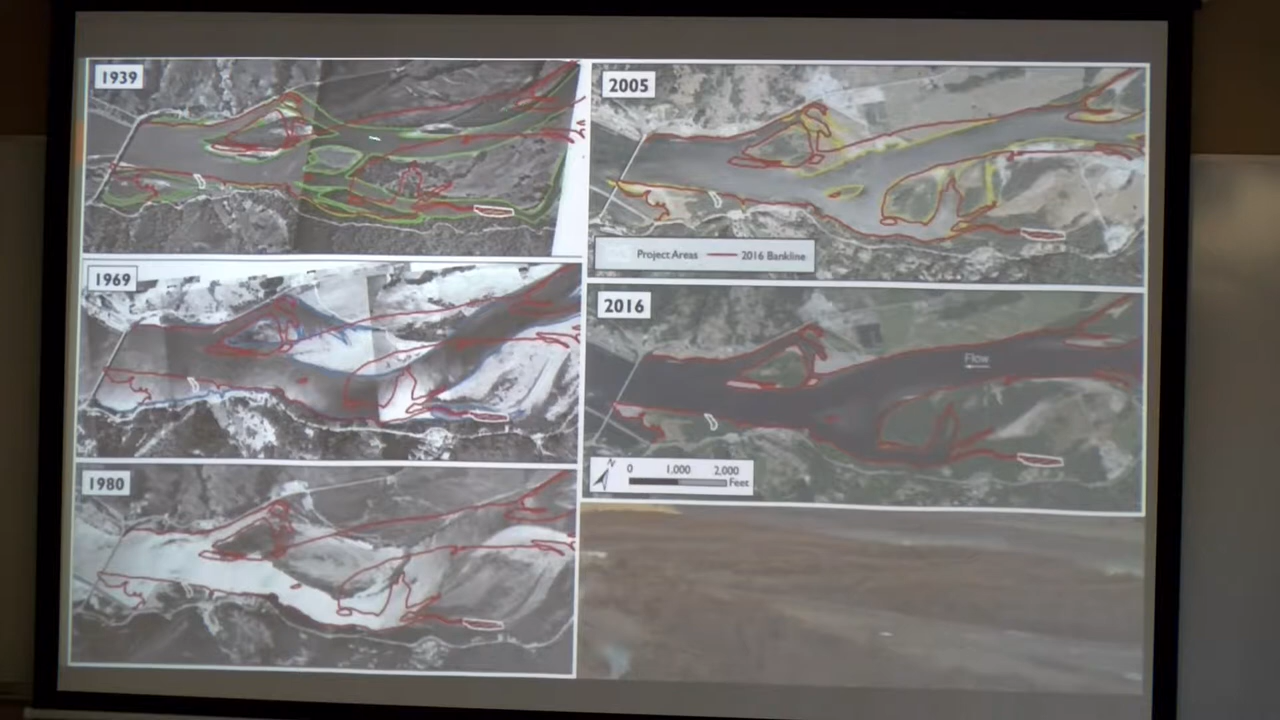 1939
1969
1980
2005
Project Areas
2016 Bankline
2016
Flow
N
0 1,000 2,000
Feet